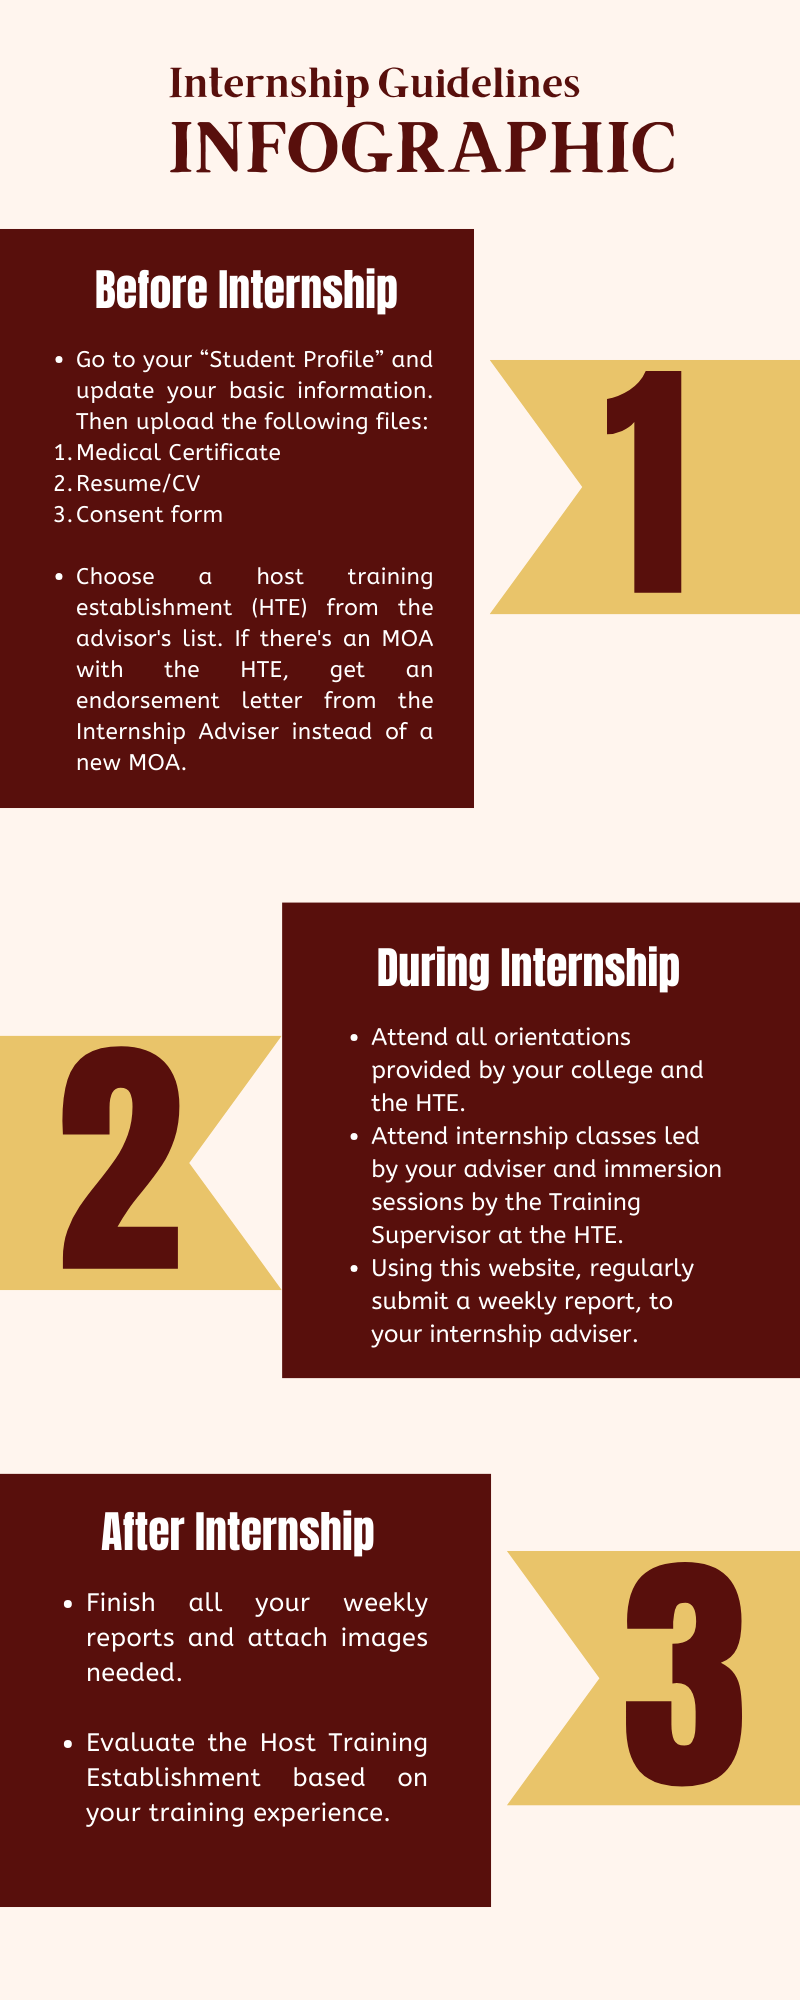 Internship Guidelines
INFOGRAPHIC
Before Internship
• Go to your “Student Profile” and
update your basic information.
Then upload the following files:
1. Medical Certificate
2. Resume/CV
3. Consent form
• Choose a host training
establishment (HTE) from the
advisor's list. If there's an MOA
with the HTE, get an
endorsement letter from the
Internship Adviser instead of a
new MOA.
1
During Internship
• Attend all orientations
provided by your college and
the HTE.
• Attend internship classes led
by your adviser and immersion
sessions by the Training
Supervisor at the HTE.
• Using this website, regularly
submit a weekly report, to
your internship adviser.
2
After Internship
• Finish all your weekly
reports and attach images
needed.
• Evaluate the Host Training
Establishment based on
your training experience.
3